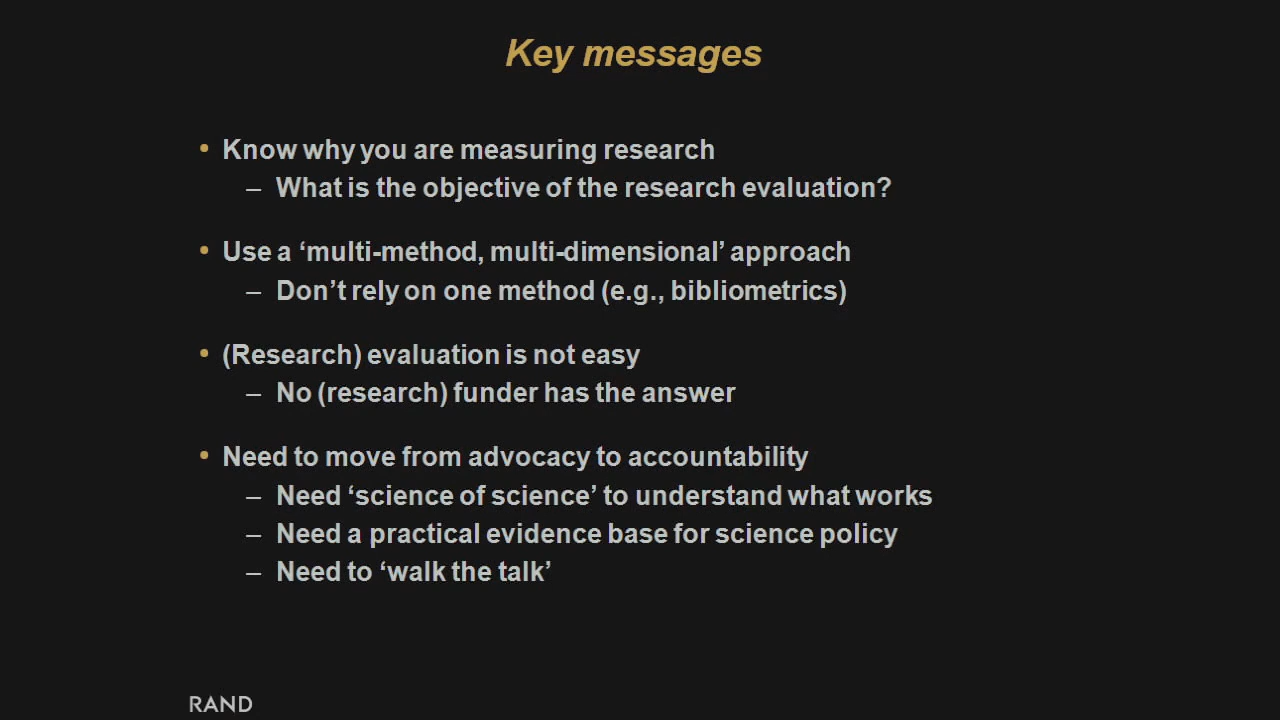 Key messages
• Know why you are measuring research
– What is the objective of the research evaluation?
• Use a ‘multi-method, multi-dimensional’ approach
– Don’t rely on one method (e.g., bibliometrics)
• (Research) evaluation is not easy
– No (research) funder has the answer
• Need to move from advocacy to accountability
– Need ‘science of science’ to understand what works
– Need a practical evidence base for science policy
– Need to ‘walk the talk’
RAND